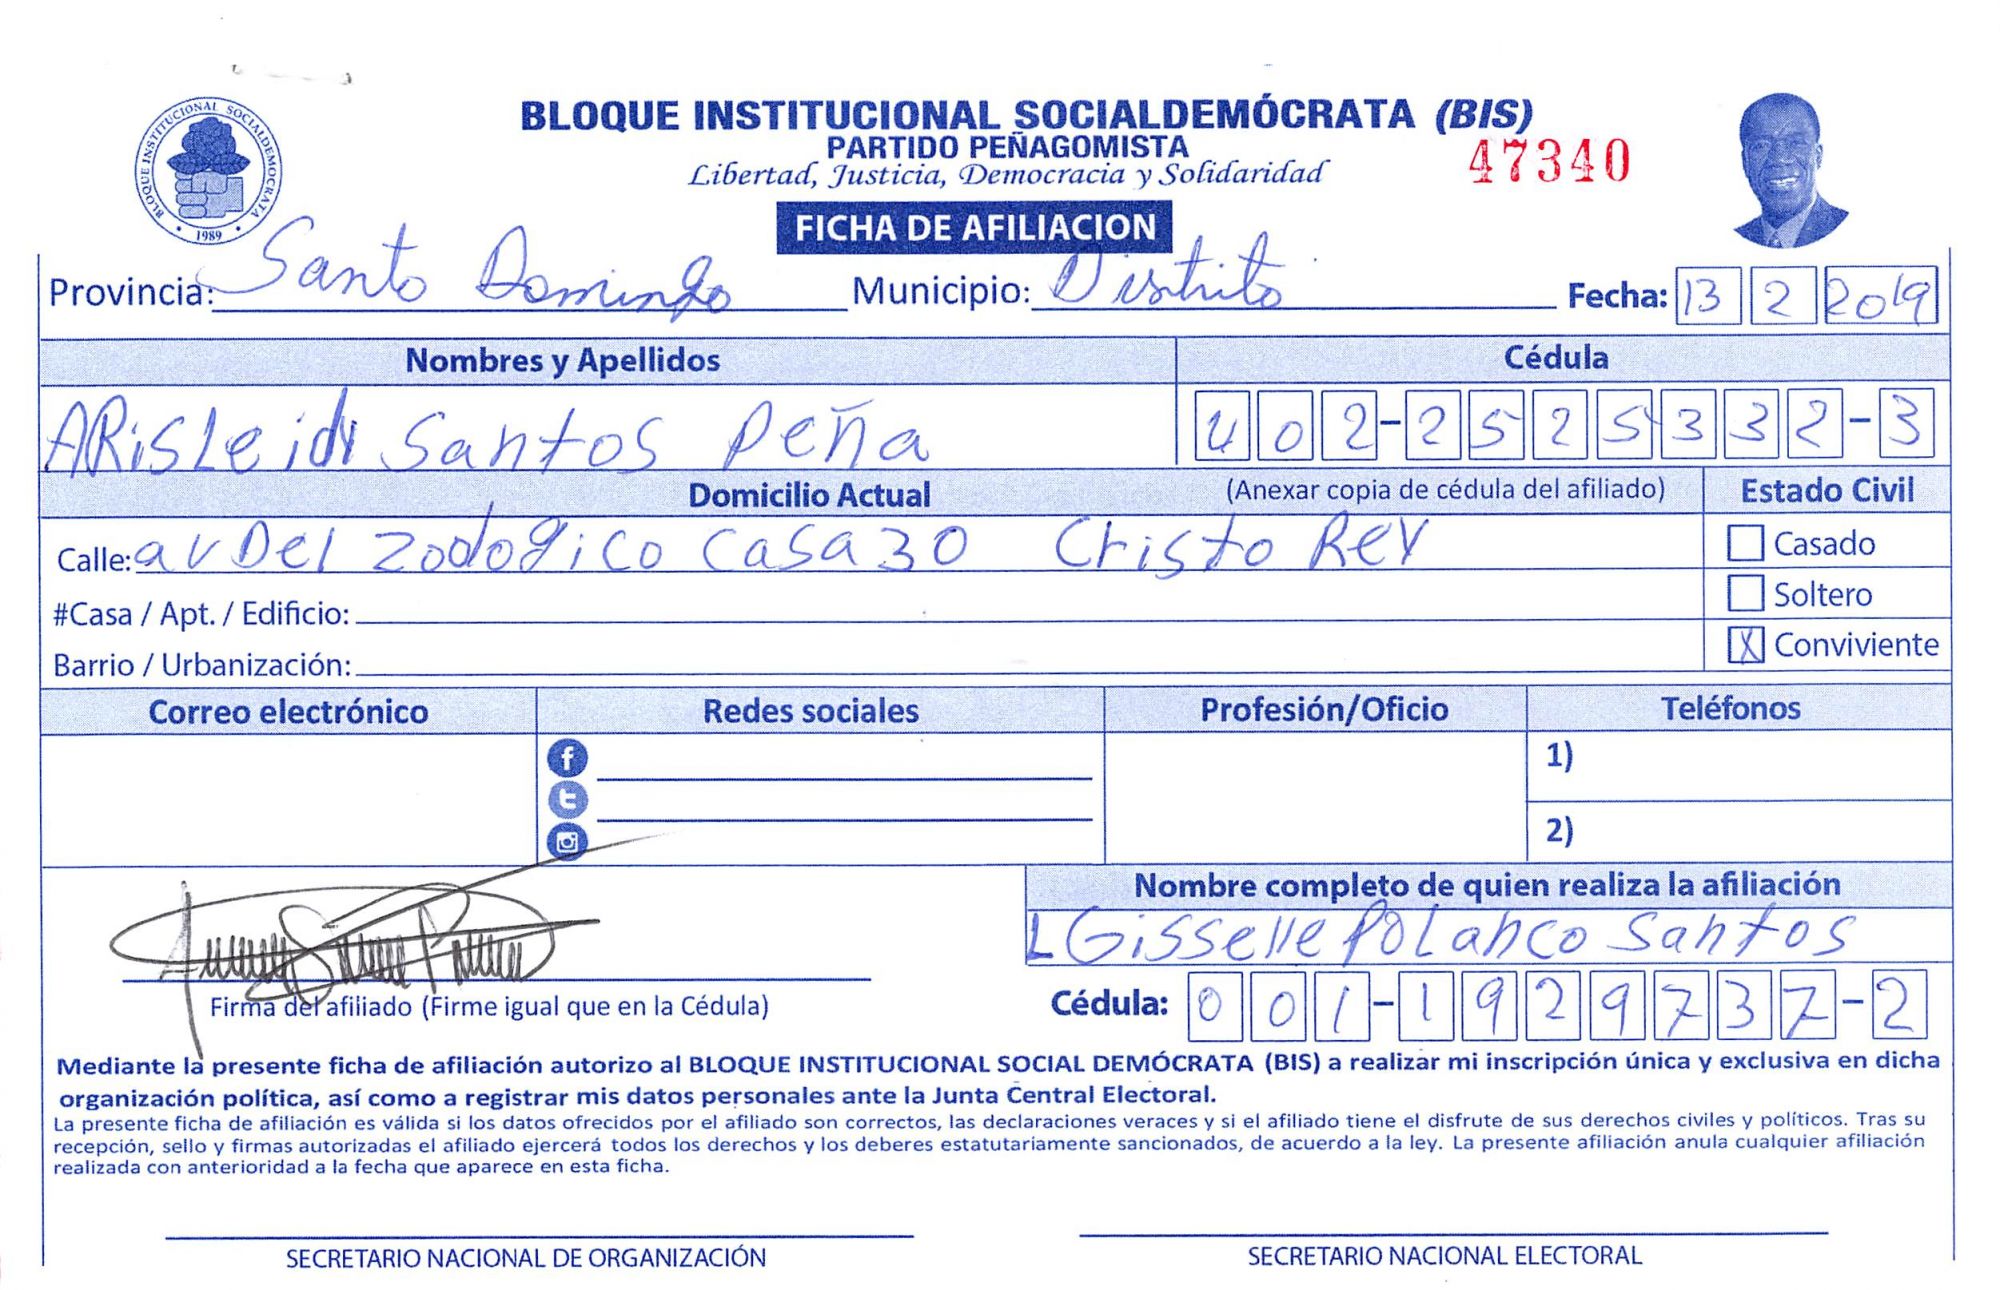 BLOQUE INSTITUCIONAL SOCIALDEMOCRATA
1989
BLOQUE INSTITUCIONAL SOCIALDEMÓCRATA (BIS)
PARTIDO PEÑAGOMISTA
47340
Libertad, Justicia, Democracia y Solidaridad
FICHA DE AFILIACION
Provincia: Santo Domingo Municipio: Distrito Fecha: 13 2 2019
Nombres y Apellidos Cédula
ARisLeidy Santos Peña 402-2525332-3
Domicilio Actual (Anexar copia de cédula del afiliado) Estado Civil
Calle: av Del Zodologico casa 30 Cristo Rey Casado
#Casa / Apt. / Edificio: Soltero
Barrio / Urbanización: X Conviviente
Correo electrónico Redes sociales Profesión/Oficio Teléfonos
1)
2)
Nombre completo de quien realiza la afiliación
L Gisselle Polanco Santos
Firma del afiliado (Firme igual que en la Cédula) Cédula: 001-1929737-2
Mediante la presente ficha de afiliación autorizo al BLOQUE INSTITUCIONAL SOCIAL DEMÓCRATA (BIS) a realizar mi inscripción única y exclusiva en dicha
organización política, así como a registrar mis datos personales ante la Junta Central Electoral.
La presente ficha de afiliación es válida si los datos ofrecidos por el afiliado son correctos, las declaraciones veraces y si el afiliado tiene el disfrute de sus derechos civiles y políticos. Tras su
recepción, sello y firmas autorizadas el afiliado ejercerá todos los derechos y los deberes estatutariamente sancionados, de acuerdo a la ley. La presente afiliación anula cualquier afiliación
realizada con anterioridad a la fecha que aparece en esta ficha.
SECRETARIO NACIONAL DE ORGANIZACIÓN SECRETARIO NACIONAL ELECTORAL